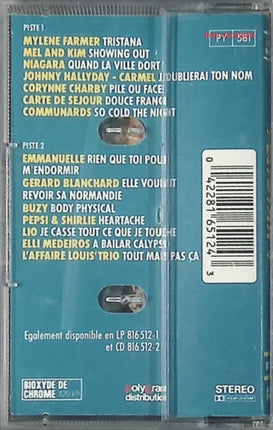 PISTE 1
MYLENE FARMER TRISTANA
MEL AND KIM SHOWING OUT
NIAGARA QUAND LA VILLE DORT
JOHNNY HALLYDAY - CARMEL J'OUBLIERAI TON NOM
CORYNNE CHARBY PILE OU FACE
CARTE DE SEJOUR DOUCE FRANCE
COMMUNARDS SO COLD THE NIGHT
PY 581
PISTE 2
EMMANUELLE RIEN QUE TOI POUR
M'ENDORMIR
GERARD BLANCHARD ELLE VOULAIT
REVOIR SA NORMANDIE
BUZY BODY PHYSICAL
PEPSI & SHIRLIE HEARTACHE
LIO JE CASSE TOUT CE QUE JE TOUCHE
ELLI MEDEIROS A BAILAR CALYPSO
L'AFFAIRE LOUIS'TRIO TOUT MAIS PAS ÇA
0 42281 65124 3
Egalement disponible en LP 816 512-1
et CD 816 512-2
BIOXYDE DE
CHROME 120 µs
polygram
distribution
STEREO
DOLBY SYSTEM